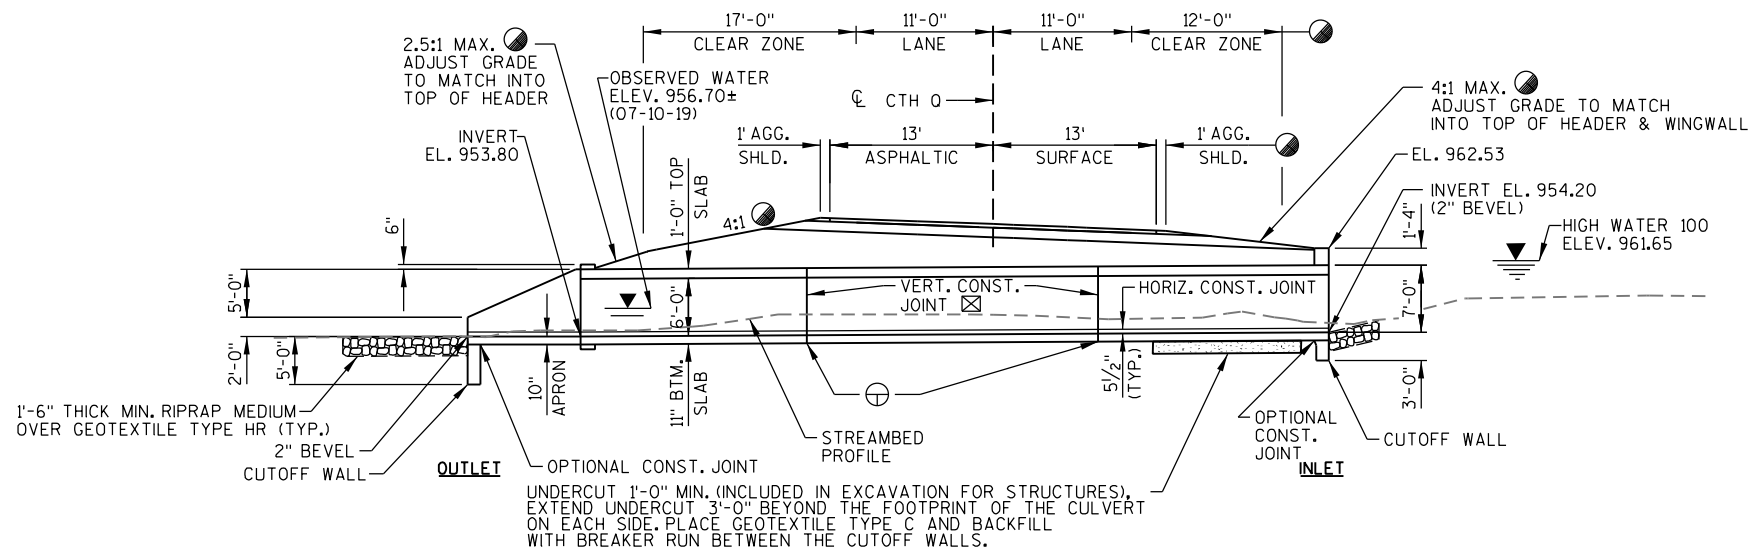 17'-0"
CLEAR ZONE
11'-0"
LANE
11'-0"
LANE
12'-0"
CLEAR ZONE
2.5:1 MAX.
ADJUST GRADE
TO MATCH INTO
TOP OF HEADER
OBSERVED WATER
ELEV. 956.70±
(07-10-19)
℄ CTH Q
4:1 MAX.
ADJUST GRADE TO MATCH
INTO TOP OF HEADER & WINGWALL
INVERT
EL. 953.80
1' AGG.
SHLD.
13'
ASPHALTIC
13'
SURFACE
1' AGG.
SHLD.
EL. 962.53
INVERT EL. 954.20
(2" BEVEL)
HIGH WATER 100
ELEV. 961.65
6"
1'-0" TOP
SLAB
4:1
1'-4"
5'-0"
6'-0"
VERT. CONST.
JOINT
HORIZ. CONST. JOINT
7'-0"
2'-0"
5'-0"
10"
APRON
11" BTM.
SLAB
5½"
(TYP.)
3'-0"
1'-6" THICK MIN. RIPRAP MEDIUM
OVER GEOTEXTILE TYPE HR (TYP.)
2" BEVEL
CUTOFF WALL
OUTLET
OPTIONAL CONST. JOINT
STREAMBED
PROFILE
OPTIONAL
CONST.
JOINT
CUTOFF WALL
INLET
UNDERCUT 1'-0" MIN. (INCLUDED IN EXCAVATION FOR STRUCTURES),
EXTEND UNDERCUT 3'-0" BEYOND THE FOOTPRINT OF THE CULVERT
ON EACH SIDE. PLACE GEOTEXTILE TYPE C AND BACKFILL
WITH BREAKER RUN BETWEEN THE CUTOFF WALLS.